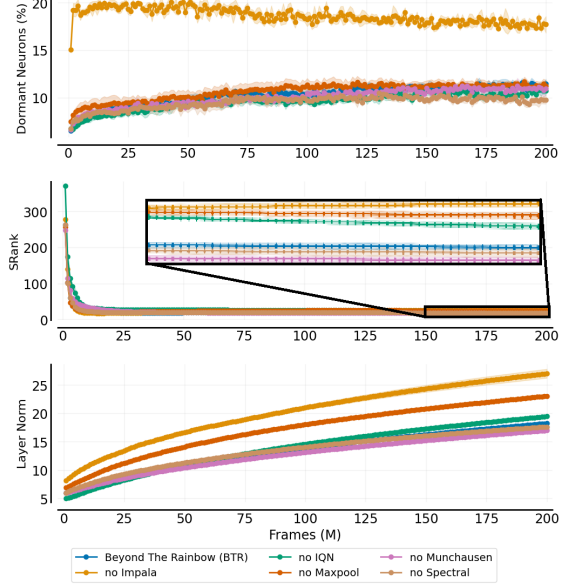 Dormant Neurons (%)
20
15
10
0 25 50 75 100 125 150 175 200
SRank
300
200
100
0
0 25 50 75 100 125 150 175 200
Layer Norm
25
20
15
10
5
0 25 50 75 100 125 150 175 200
Frames (M)
Beyond The Rainbow (BTR) no IQN no Munchausen
no Impala no Maxpool no Spectral